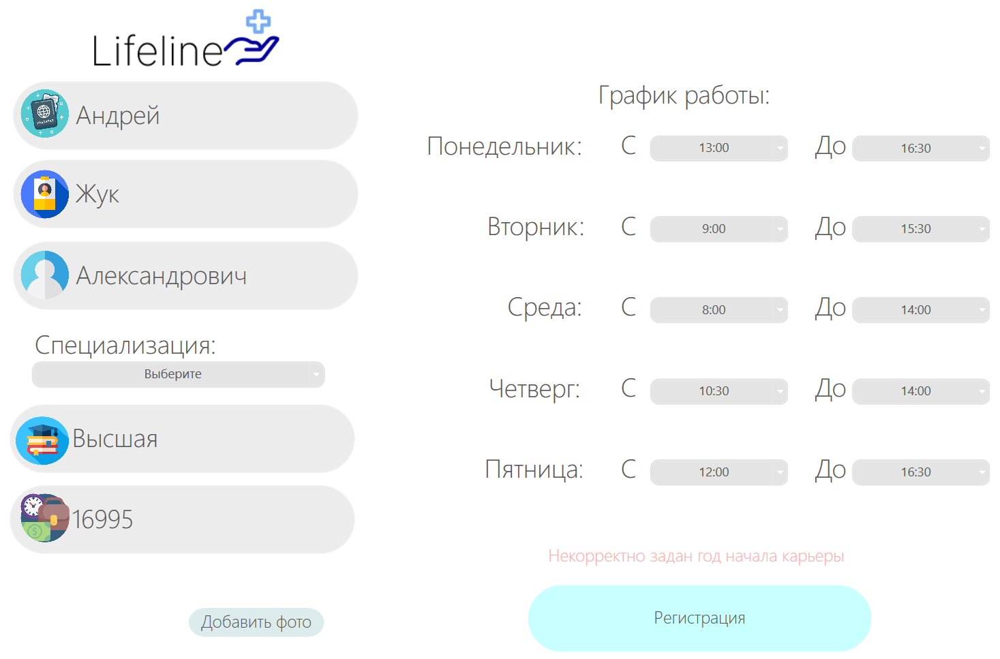 Lifeline
Андрей
Жук
Александрович
Специализация:
Выберите
Высшая
16995
Добавить фото
График работы:
Понедельник: С 13:00 До 16:30
Вторник: С 9:00 До 15:30
Среда: С 8:00 До 14:00
Четверг: С 10:30 До 14:00
Пятница: С 12:00 До 16:30
Некорректно задан год начала карьеры
Регистрация